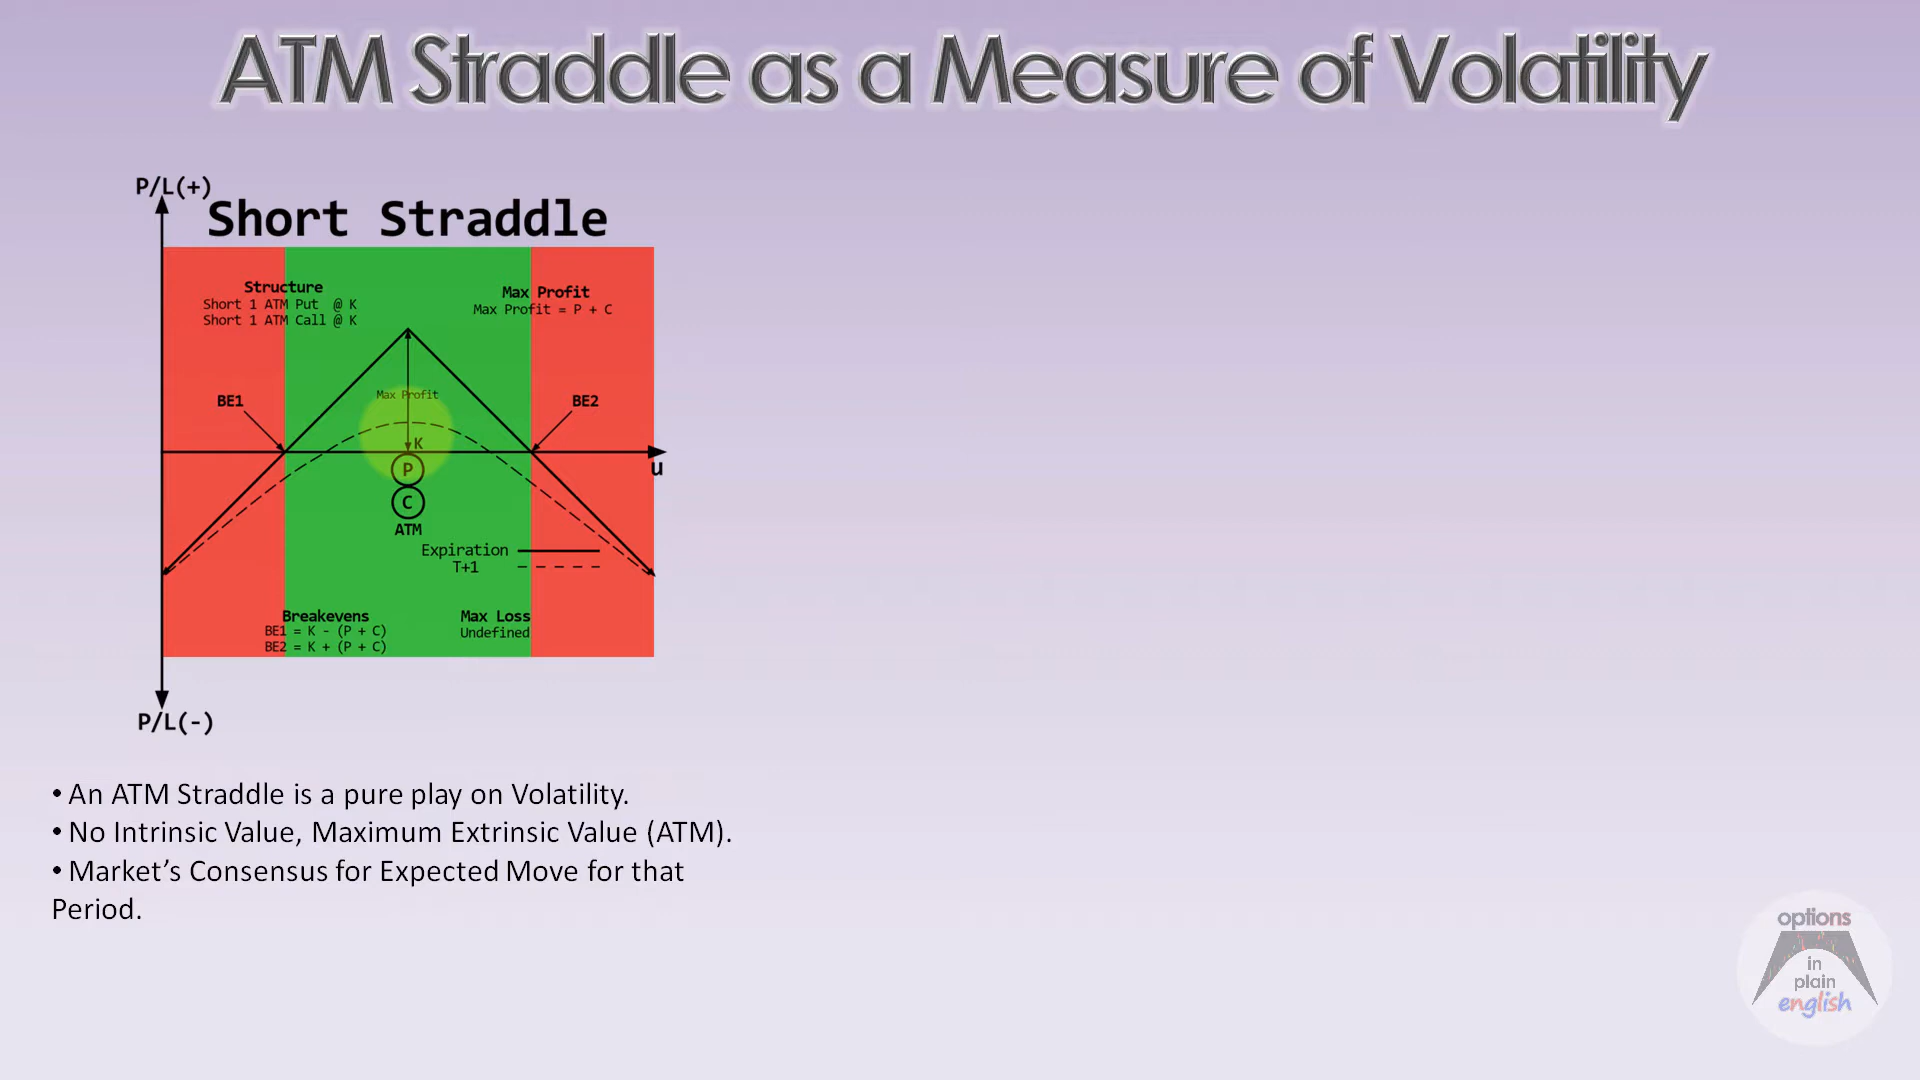 ATM Straddle as a Measure of Volatility
P/L(+)
Short Straddle
Structure
Short 1 ATM Put @ K
Short 1 ATM Call @ K
Max Profit
Max Profit = P + C
Max Profit
BE1
BE2
K
u
P
C
ATM
Expiration
T+1
Breakevens
BE1 = K - (P + C)
BE2 = K + (P + C)
Max Loss
Undefined
P/L(-)
• An ATM Straddle is a pure play on Volatility.
• No Intrinsic Value, Maximum Extrinsic Value (ATM).
• Market’s Consensus for Expected Move for that
Period.
options
in
plain
english